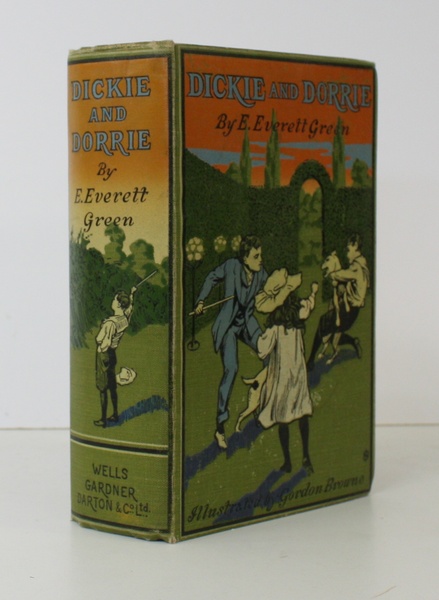 DICKIE
AND
DORRIE
By
E. Everett
Green
WELLS
GARDNER
DARTON & Co Ltd.
DICKIE AND DORRIE
By E. Everett Green
Illustrated by Gordon Browne